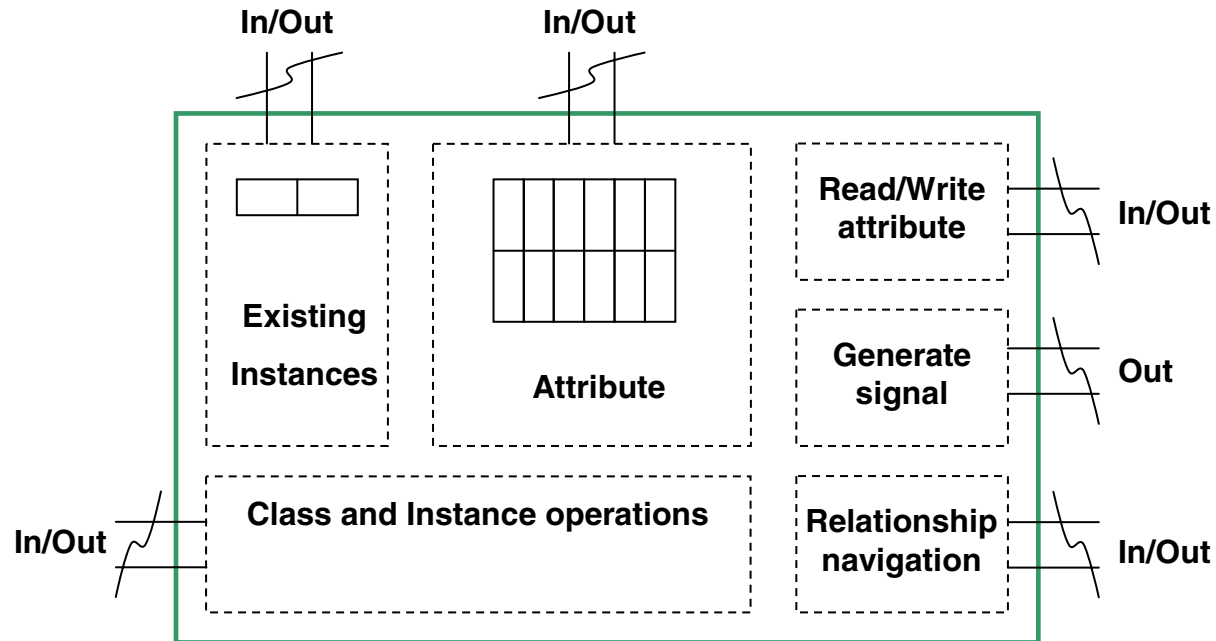 In/Out
In/Out
Read/Write
attribute
In/Out
Existing
Instances
Attribute
Generate
signal
Out
In/Out
Class and Instance operations
Relationship
navigation
In/Out